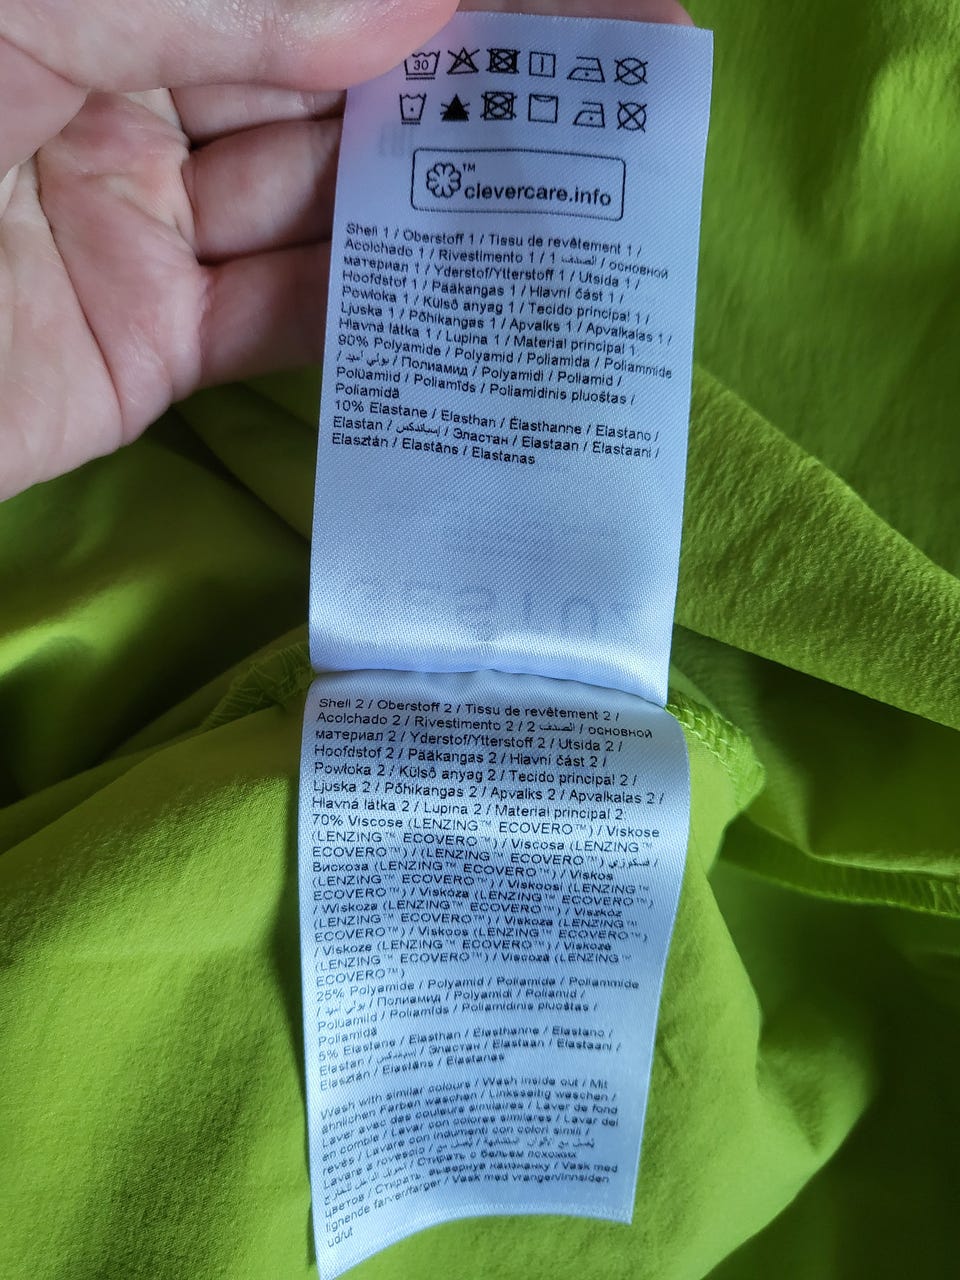 30
™
clevercare.info
Shell 1 / Oberstoff 1 / Tissu de revêtement 1 /
Acolchado 1 / Rivestimento 1 / 1 الصدف / основной
материал 1 / Yderstof/Ytterstoff 1 / Utsida 1 /
Hoofdstof 1 / Pääkangas 1 / Hlavní část 1 /
Powłoka 1 / Külső anyag 1 / Tecido principal 1 /
Ljuska 1 / Põhikangas 1 / Apvalks 1 / Apvalkalas 1 /
Hlavná látka 1 / Lupina 1 / Material principal 1:
90% Polyamide / Polyamid / Poliamida / Poliammide
/ بولي أميد / Полиамид / Polyamidi / Poliamid /
Polüamiid / Poliamīds / Poliamidinis pluoštas /
Poliamidă
10% Elastane / Elasthan / Élasthanne / Elastano /
Elastan / إسباندكس / Эластан / Elastaan / Elastaani /
Elasztán / Elastāns / Elastanas
Shell 2 / Oberstoff 2 / Tissu de revêtement 2 /
Acolchado 2 / Rivestimento 2 / 2 الصدف / основной
материал 2 / Yderstof/Ytterstoff 2 / Utsida 2 /
Hoofdstof 2 / Pääkangas 2 / Hlavní část 2 /
Powłoka 2 / Külső anyag 2 / Tecido principal 2 /
Ljuska 2 / Põhikangas 2 / Apvalks 2 / Apvalkalas 2 /
Hlavná látka 2 / Lupina 2 / Material principal 2:
70% Viscose (LENZING™ ECOVERO™) / Viskose
(LENZING™ ECOVERO™) / Viscosa (LENZING™
ECOVERO™) / (LENZING™ ECOVERO™) فسكوزي /
Вискоза (LENZING™ ECOVERO™) / Viskos
(LENZING™ ECOVERO™) / Viskoosi (LENZING™
ECOVERO™) / Viskóza (LENZING™ ECOVERO™)
/ Wiskoza (LENZING™ ECOVERO™) / Viszkóz
(LENZING™ ECOVERO™) / Viskoza (LENZING™
ECOVERO™) / Viskoos (LENZING™ ECOVERO™)
/ Viskoze (LENZING™ ECOVERO™) / Viskozė
(LENZING™ ECOVERO™) / Viscoză (LENZING™
ECOVERO™)
25% Polyamide / Polyamid / Poliamida / Poliammide
/ بولي أميد / Полиамид / Polyamidi / Poliamid /
Polüamiid / Poliamīds / Poliamidinis pluoštas /
Poliamidă
5% Elastane / Elasthan / Élasthanne / Elastano /
Elastan / إسباندكس / Эластан / Elastaan / Elastaani /
Elasztán / Elastāns / Elastanas
Wash with similar colours / Wash inside out / Mit
ähnlichen Farben waschen / Linksseitig waschen /
Laver avec des couleurs similaires / Laver de fond
en comble / Lavar con colores similares / Lavar del
revés / Lavare con indumenti con colori simili /
Lavare a rovescio /
Стирать с бельем похожих
цветов / Стирать, вывернув наизнанку / Vask med
lignende farver/farger / Vask med vrangen/innsiden
ud/ut